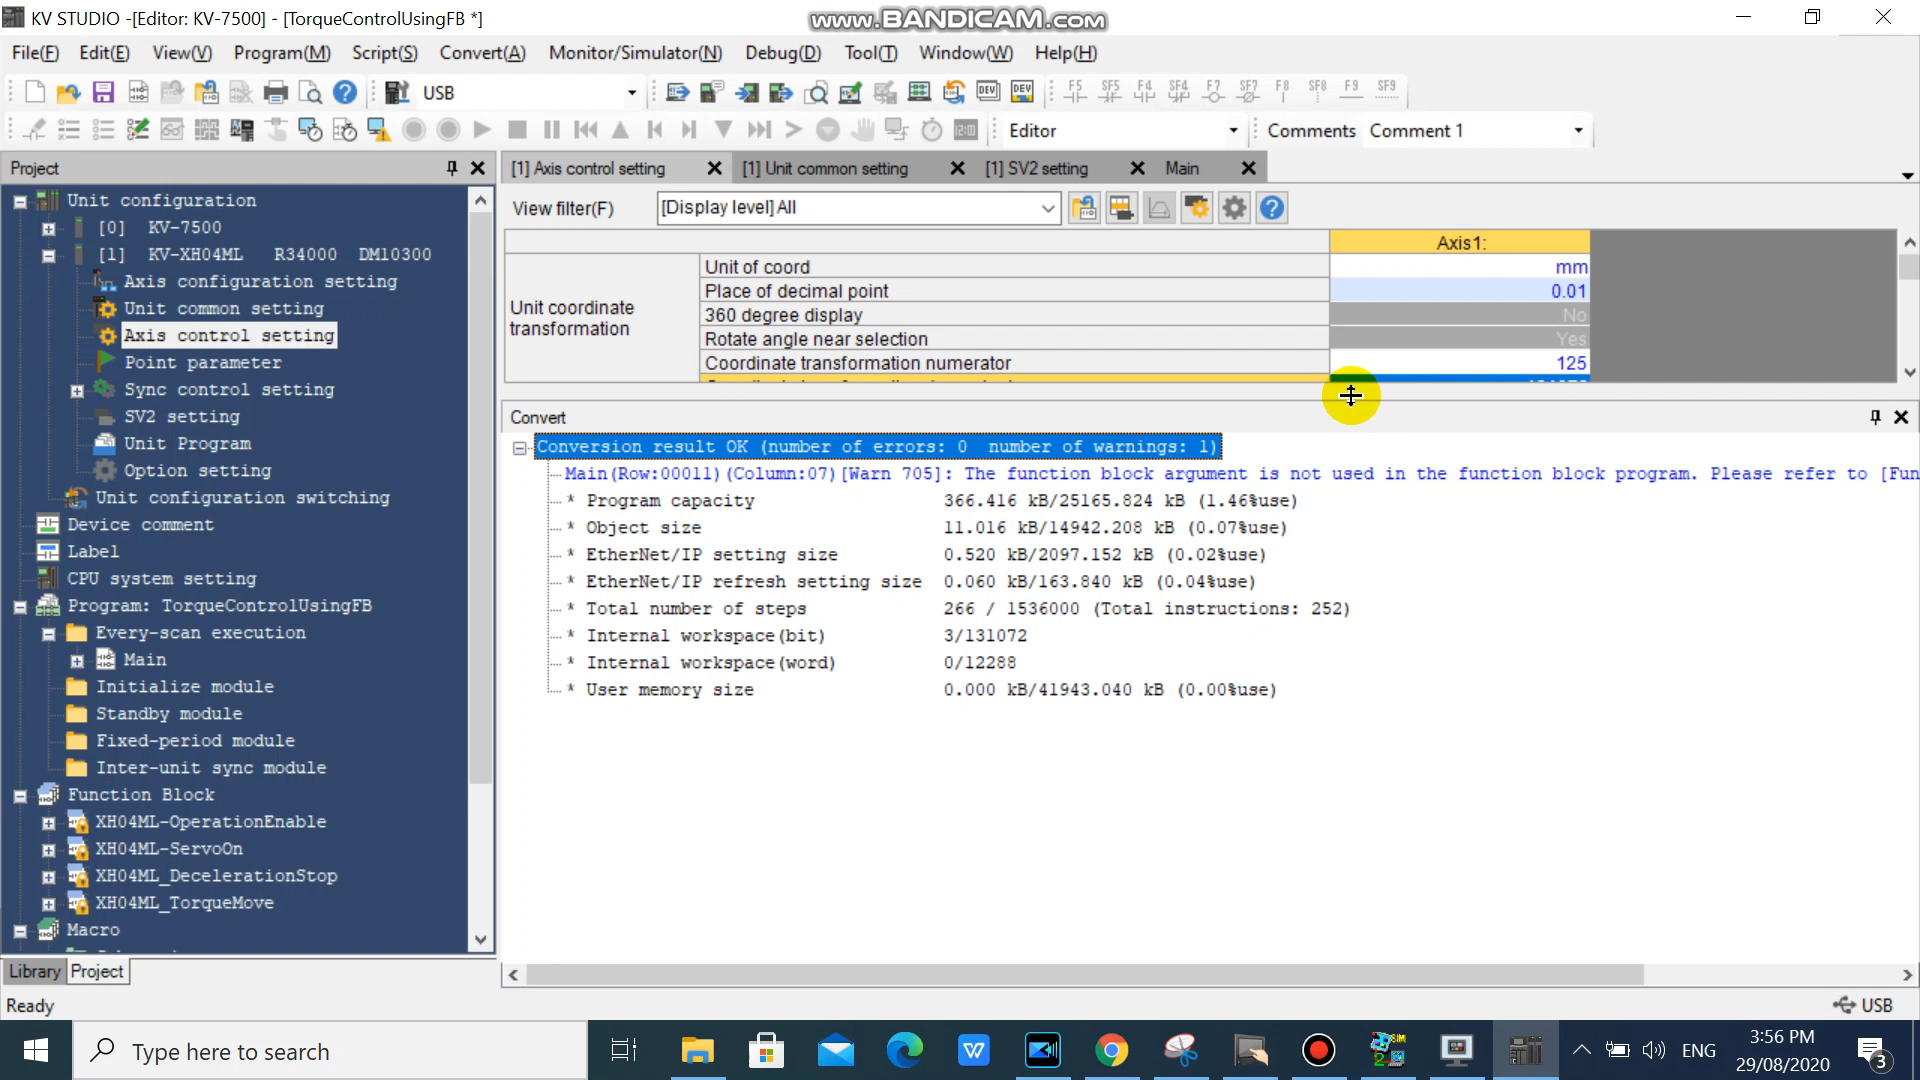 KV STUDIO -[Editor: KV-7500] - [TorqueControlUsingFB *]
www.BANDICAM.com
File(F) Edit(E) View(V) Program(M) Script(S) Convert(A) Monitor/Simulator(N) Debug(D) Tool(T) Window(W) Help(H)
USB
DEV DEV
F5 SF5 F4 SF4 F7 SF7 F8 SF8 F9 SF9
Editor Comments Comment 1
Project
[1] Axis control setting [1] Unit common setting [1] SV2 setting Main
View filter(F) [Display level] All
Unit configuration
[0] KV-7500
[1] KV-XH04ML R34000 DM10300
Axis configuration setting
Unit common setting
Axis control setting
Point parameter
Sync control setting
SV2 setting
Unit Program
Option setting
Unit configuration switching
Device comment
Label
CPU system setting
Program: TorqueControlUsingFB
Every-scan execution
Main
Initialize module
Standby module
Fixed-period module
Inter-unit sync module
Function Block
XH04ML-OperationEnable
XH04ML-ServoOn
XH04ML_DecelerationStop
XH04ML_TorqueMove
Macro
Library Project
Axis1:
Unit coordinate transformation
Unit of coord mm
Place of decimal point 0.01
360 degree display No
Rotate angle near selection Yes
Coordinate transformation numerator 125
Convert
Conversion result OK (number of errors: 0 number of warnings: 1)
Main(Row:00011)(Column:07)[Warn 705]: The function block argument is not used in the function block program. Please refer to [Fun
* Program capacity 366.416 kB/25165.824 kB (1.46%use)
* Object size 11.016 kB/14942.208 kB (0.07%use)
* EtherNet/IP setting size 0.520 kB/2097.152 kB (0.02%use)
* EtherNet/IP refresh setting size 0.060 kB/163.840 kB (0.04%use)
* Total number of steps 266 / 1536000 (Total instructions: 252)
* Internal workspace(bit) 3/131072
* Internal workspace(word) 0/12288
* User memory size 0.000 kB/41943.040 kB (0.00%use)
Ready USB
Type here to search
ENG
3:56 PM
29/08/2020
3